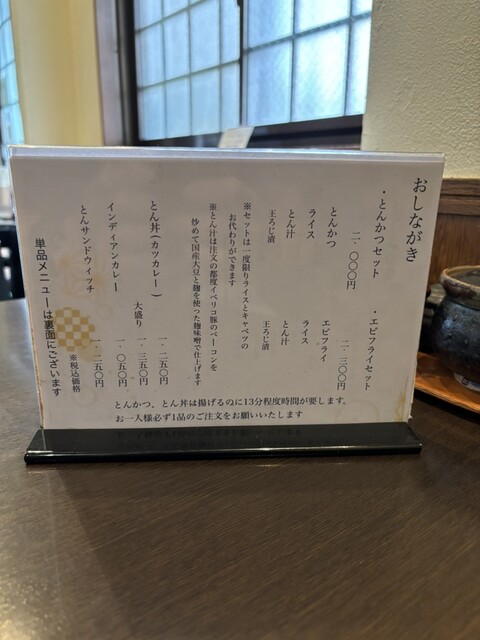 おしながき
・とんかつセット
二、〇〇〇円
とんかつ
ライス
とん汁
王ろじ漬
・エビフライセット
二、三〇〇円
エビフライ
ライス
とん汁
王ろじ漬
※セットは一度限りライスとキャベツの
お代わりができます
※とん汁は注文の都度イベリコ豚のベーコンを
炒めて国産大豆と麹を使った麹味噌で仕上げます
とん丼(カツカレー) 一、二五〇円
大盛り 一、三五〇円
インディアンカレー 一、〇五〇円
とんサンドウィッチ 一、二五〇円
※税込価格
単品メニューは裏面にございます
とんかつ、とん丼は揚げるのに13分程度時間が要します。
お一人様必ず1品のご注文をお願いいたします